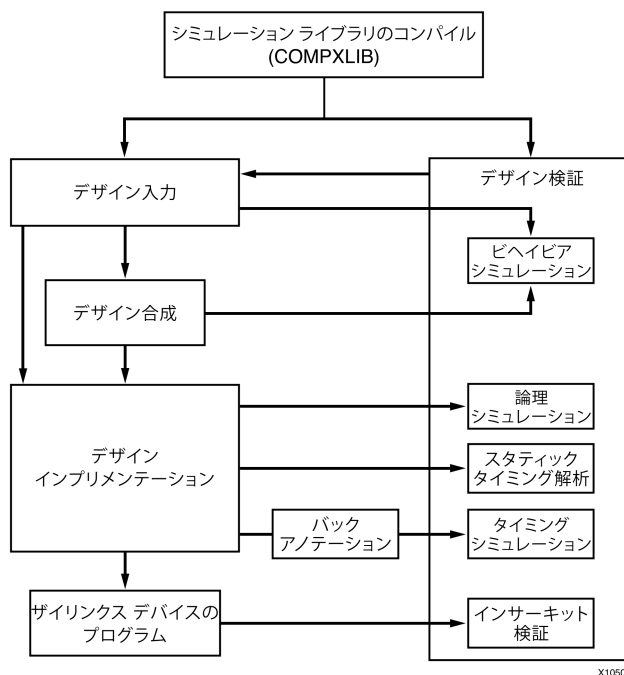 シミュレーション ライブラリのコンパイル
(COMPXLIB)
デザイン入力
デザイン検証
ビヘイビア
シミュレーション
デザイン合成
デザイン
インプリメンテーション
論理
シミュレーション
スタティック
タイミング解析
バック
アノテーション
タイミング
シミュレーション
ザイリンクス デバイスの
プログラム
インサーキット
検証
X10501